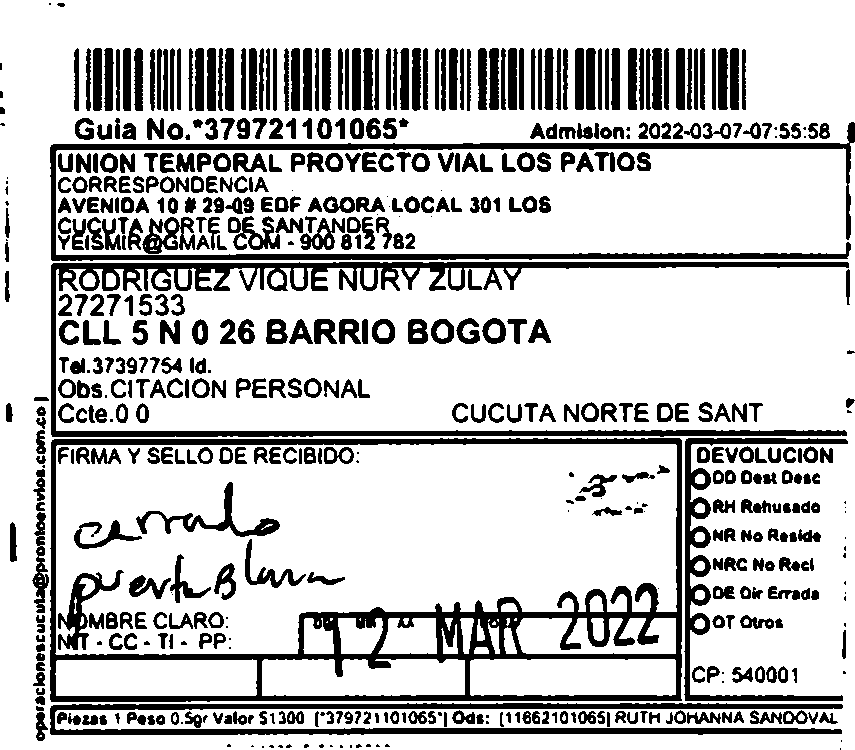 Guia No.*379721101065*
Admision: 2022-03-07-07:55:58
UNION TEMPORAL PROYECTO VIAL LOS PATIOS
CORRESPONDENCIA
AVENIDA 10 # 29-09 EDF AGORA LOCAL 301 LOS
CUCUTA NORTE DE SANTANDER
YEISMIR@GMAIL COM - 900 812 782
RODRIGUEZ VIQUE NURY ZULAY
27271533
CLL 5 N 0 26 BARRIO BOGOTA
Tel.37397754 Id.
Obs.CITACION PERSONAL
Ccte.0 0
CUCUTA NORTE DE SANT
operacionescucuta@prontoenvios.com.co
FIRMA Y SELLO DE RECIBIDO:
cerrado
puerta Blanca
NOMBRE CLARO:
NIT - CC - TI - PP:
12 MAR 2022
DEVOLUCION
DD Dest Desc
RH Rehusado
NR No Reside
NRC No Recl
DE Dir Errada
OT Otros
CP: 540001
Piezas 1 Peso 0.5gr Valor $1300 [*379721101065*] Ods: [11662101065] RUTH JOHANNA SANDOVAL